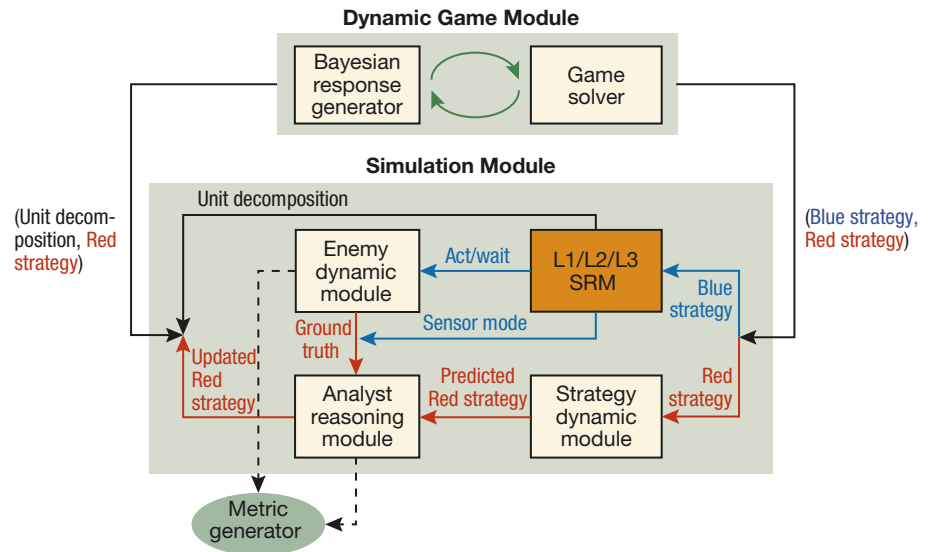 Dynamic Game Module
Bayesian
response
generator
Game
solver
Simulation Module
(Unit decom-
position, Red
strategy)
(Blue strategy,
Red strategy)
Unit decomposition
Enemy
dynamic
module
Act/wait
L1/L2/L3
SRM
Blue
strategy
Sensor mode
Ground
truth
Updated
Red
strategy
Analyst
reasoning
module
Predicted
Red strategy
Strategy
dynamic
module
Red
strategy
Metric
generator